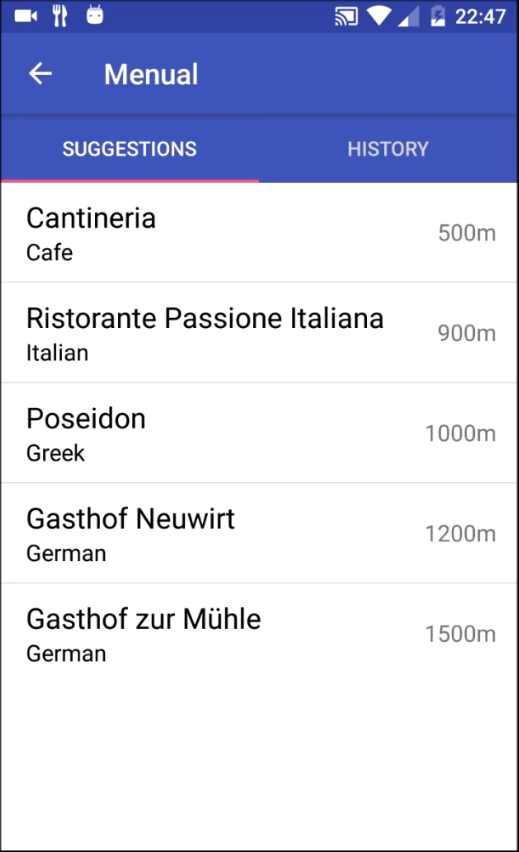 22:47
Menual
SUGGESTIONS HISTORY
Cantineria
Cafe
500m
Ristorante Passione Italiana
Italian
900m
Poseidon
Greek
1000m
Gasthof Neuwirt
German
1200m
Gasthof zur Mühle
German
1500m